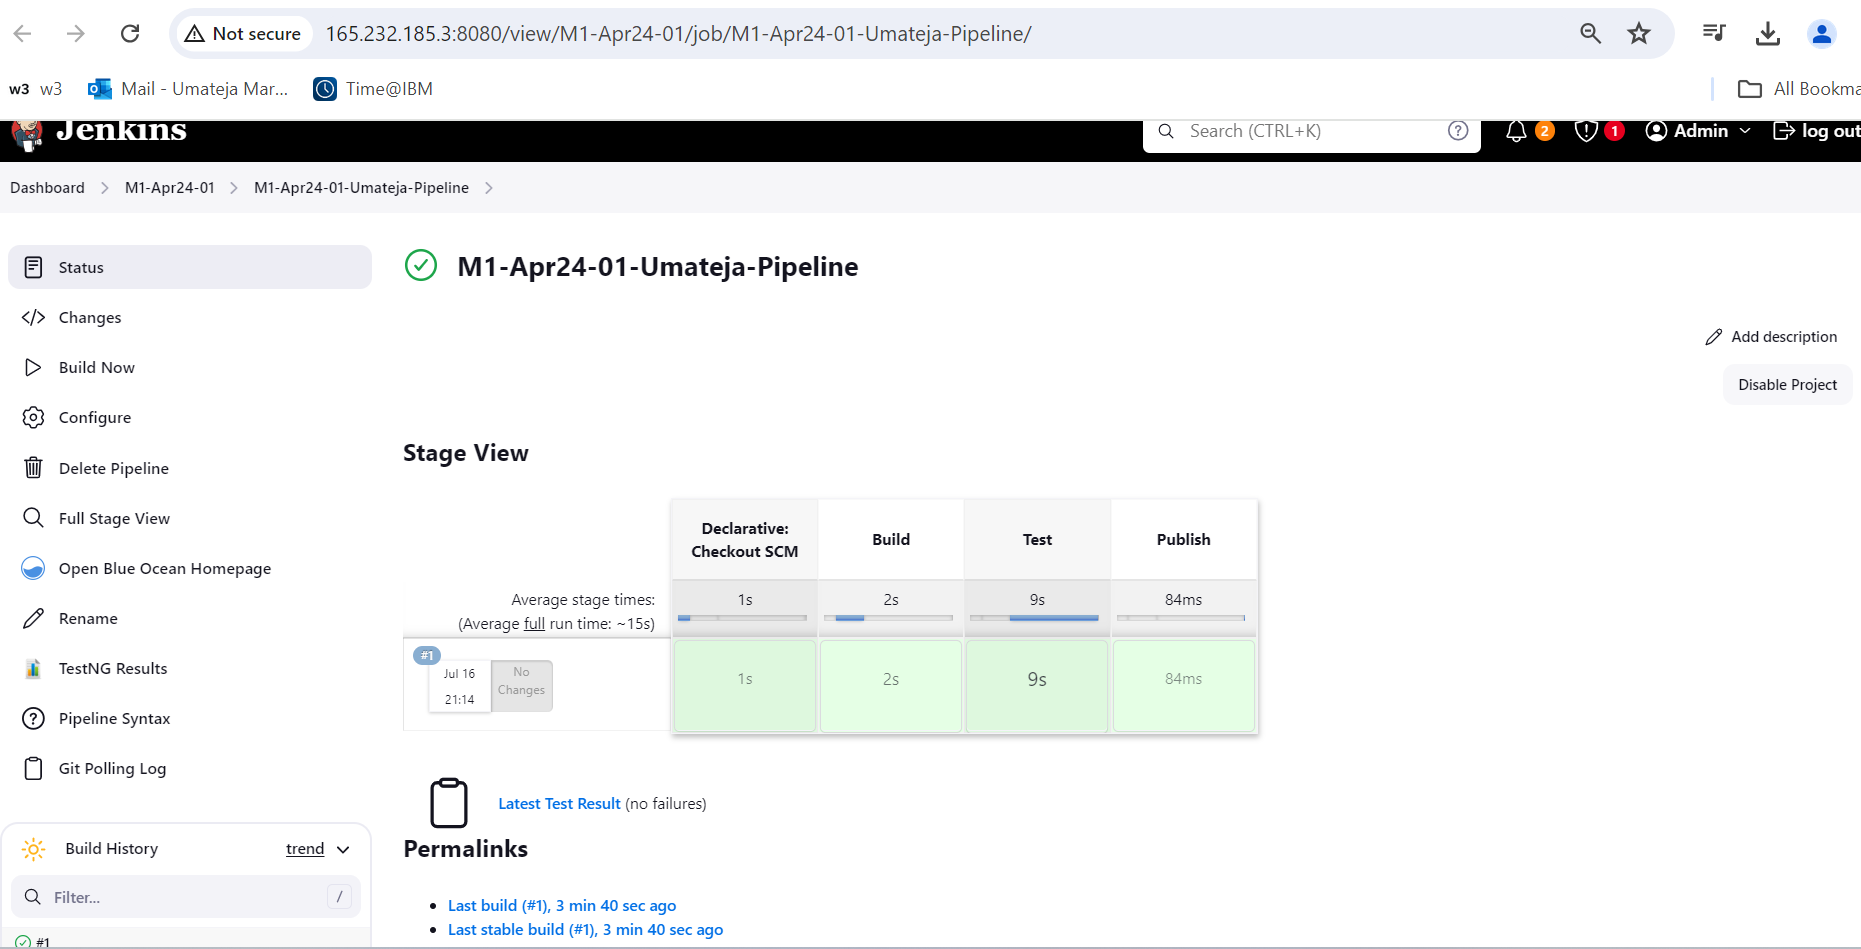 Not secure 165.232.185.3:8080/view/M1-Apr24-01/job/M1-Apr24-01-Umateja-Pipeline/
w3 w3 Mail - Umateja Mar... Time@IBM All Bookma
Jenkins Search (CTRL+K) ? 2 1 Admin log out
Dashboard M1-Apr24-01 M1-Apr24-01-Umateja-Pipeline
Status
Changes
Build Now
Configure
Delete Pipeline
Full Stage View
Open Blue Ocean Homepage
Rename
TestNG Results
Pipeline Syntax
Git Polling Log
Build History trend
Filter... /
#1
M1-Apr24-01-Umateja-Pipeline
Add description
Disable Project
Stage View
Declarative: Checkout SCM Build Test Publish
Average stage times: 1s 2s 9s 84ms
(Average full run time: ~15s)
#1
Jul 16 21:14 No Changes 1s 2s 9s 84ms
Latest Test Result (no failures)
Permalinks
Last build (#1), 3 min 40 sec ago
Last stable build (#1), 3 min 40 sec ago